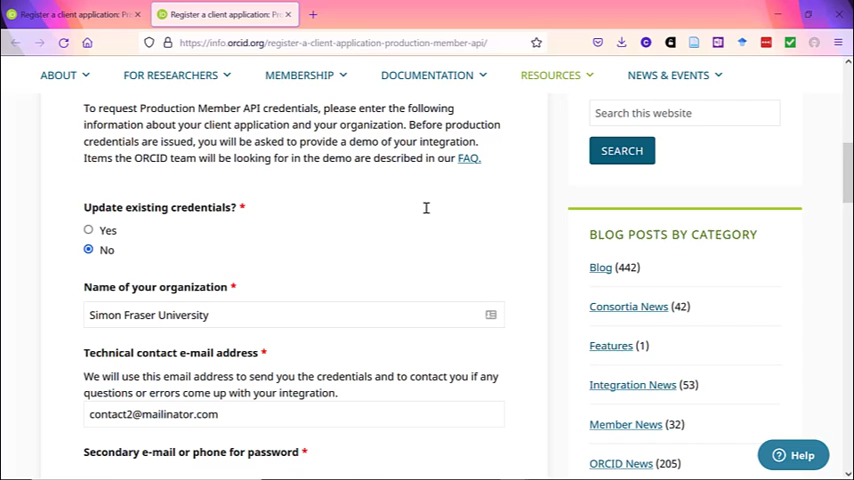 Register a client application: Pro
Register a client application: Pro
https://info.orcid.org/register-a-client-application-production-member-api/
ABOUT
FOR RESEARCHERS
MEMBERSHIP
DOCUMENTATION
RESOURCES
NEWS & EVENTS
To request Production Member API credentials, please enter the following
information about your client application and your organization. Before production
credentials are issued, you will be asked to provide a demo of your integration.
Items the ORCID team will be looking for in the demo are described in our FAQ.
Update existing credentials? *
Yes
No
Name of your organization *
Simon Fraser University
Technical contact e-mail address *
We will use this email address to send you the credentials and to contact you if any
questions or errors come up with your integration.
contact2@mailinator.com
Secondary e-mail or phone for password *
Search this website
SEARCH
BLOG POSTS BY CATEGORY
Blog (442)
Consortia News (42)
Features (1)
Integration News (53)
Member News (32)
ORCID News (205)
Help